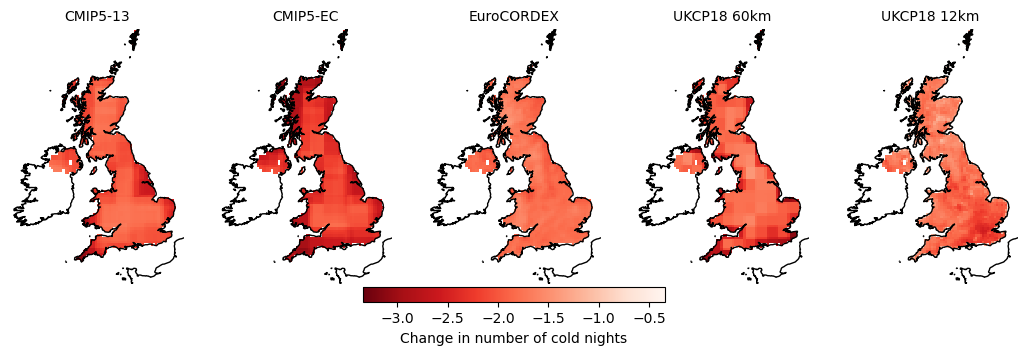 CMIP5-13 CMIP5-EC EuroCORDEX UKCP18 60km UKCP18 12km
−3.0 −2.5 −2.0 −1.5 −1.0 −0.5
Change in number of cold nights